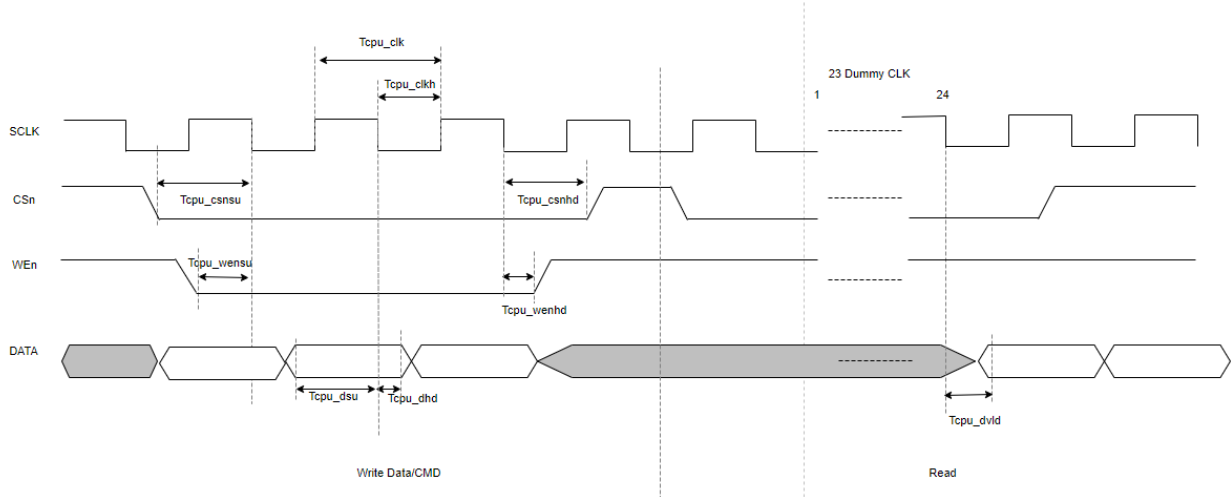 Tcpu_clk
23 Dummy CLK
Tcpu_clkh
1
24
SCLK
Tcpu_csnsu
Tcpu_csnhd
CSn
WEn
Tcpu_wensu
Tcpu_wenhd
DATA
Tcpu_dsu
Tcpu_dhd
Tcpu_dvld
Write Data/CMD
Read